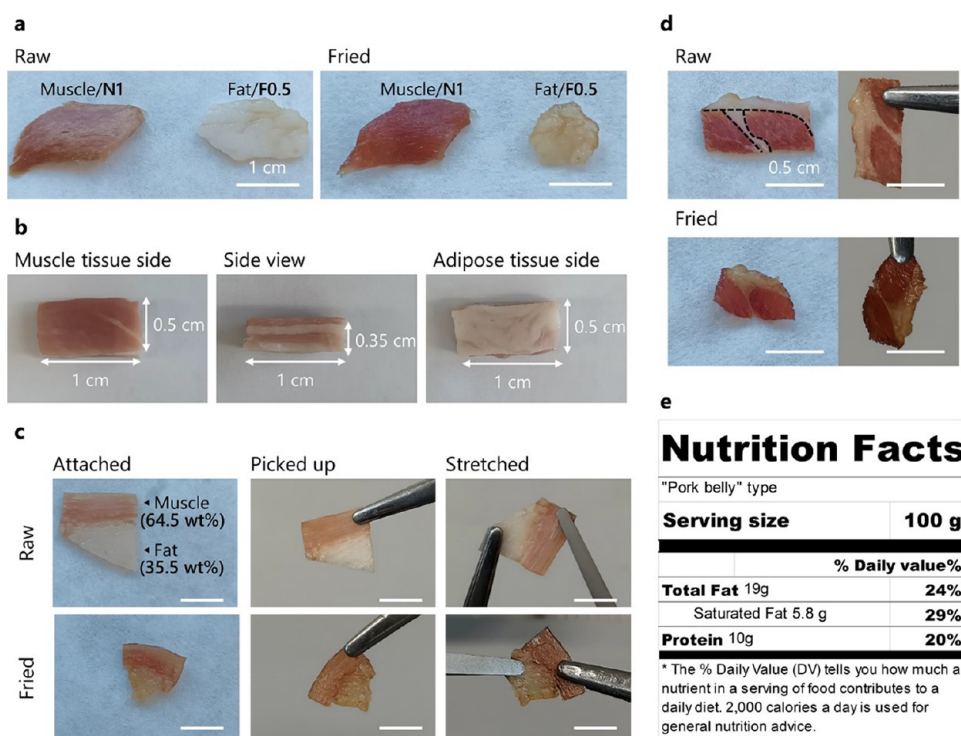 a
Raw
Fried
Muscle/N1
Fat/F0.5
Muscle/N1
Fat/F0.5
1 cm
b
Muscle tissue side
Side view
Adipose tissue side
0.5 cm
0.35 cm
0.5 cm
1 cm
1 cm
1 cm
c
Attached
Picked up
Stretched
Raw
Muscle
(64.5 wt%)
Fat
(35.5 wt%)
Fried
d
Raw
0.5 cm
Fried
e
Nutrition Facts
"Pork belly" type
Serving size 100 g
% Daily value%
Total Fat 19g 24%
Saturated Fat 5.8 g 29%
Protein 10g 20%
* The % Daily Value (DV) tells you how much a
nutrient in a serving of food contributes to a
daily diet. 2,000 calories a day is used for
general nutrition advice.